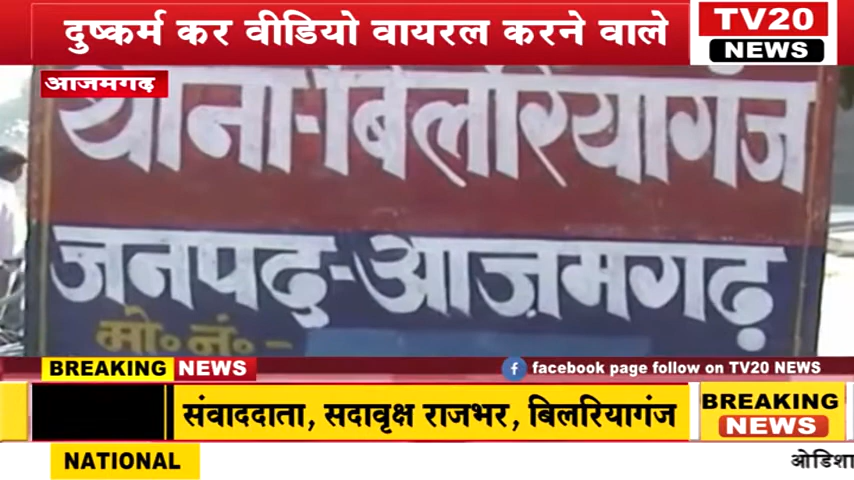 दुष्कर्म कर वीडियो वायरल करने वाले
TV20
NEWS
आजमगढ़
थाना-बिलरियागंज
जनपद-आज़मगढ़
मो॰ नं॰-
BREAKING NEWS
facebook page follow on TV20 NEWS
संवाददाता, सदावृक्ष राजभर, बिलरियागंज
BREAKING
NEWS
NATIONAL
ओडिशा